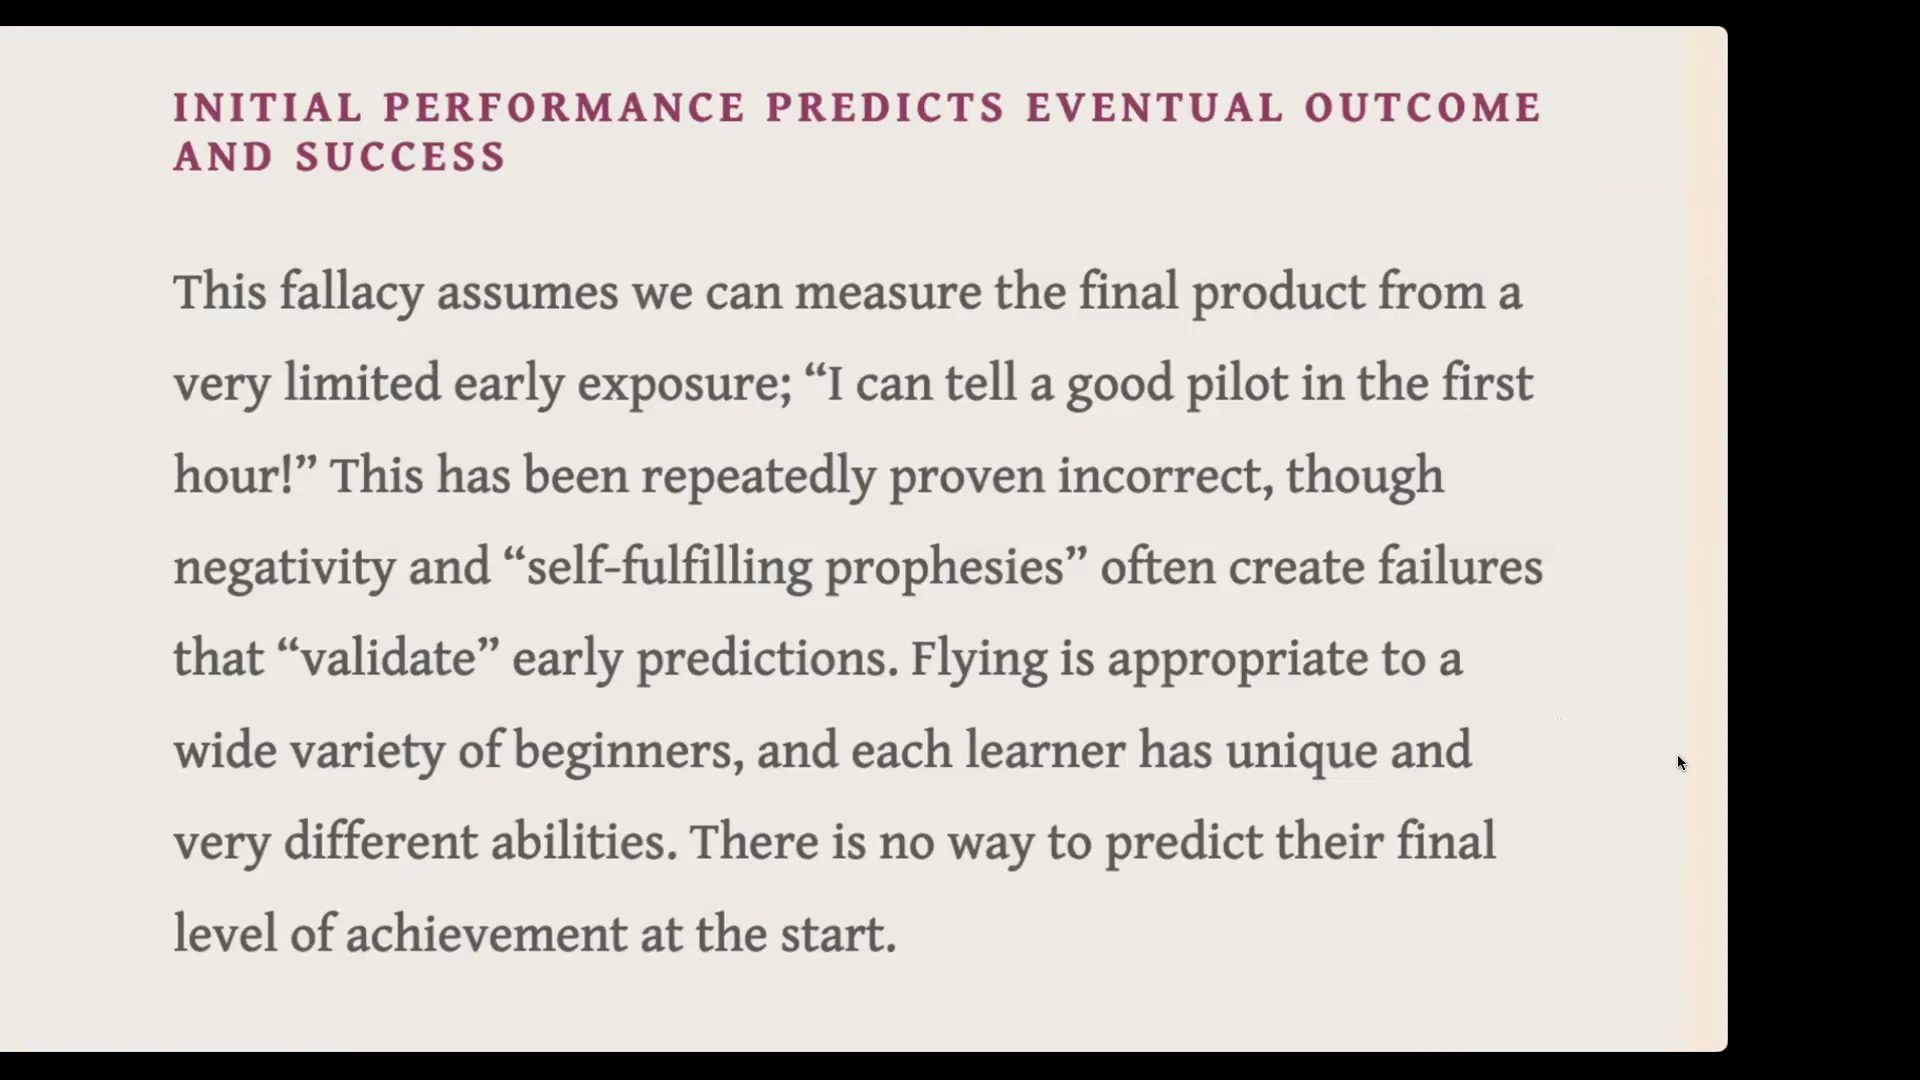 INITIAL PERFORMANCE PREDICTS EVENTUAL OUTCOME
AND SUCCESS
This fallacy assumes we can measure the final product from a
very limited early exposure; “I can tell a good pilot in the first
hour!” This has been repeatedly proven incorrect, though
negativity and “self-fulfilling prophesies” often create failures
that “validate” early predictions. Flying is appropriate to a
wide variety of beginners, and each learner has unique and
very different abilities. There is no way to predict their final
level of achievement at the start.